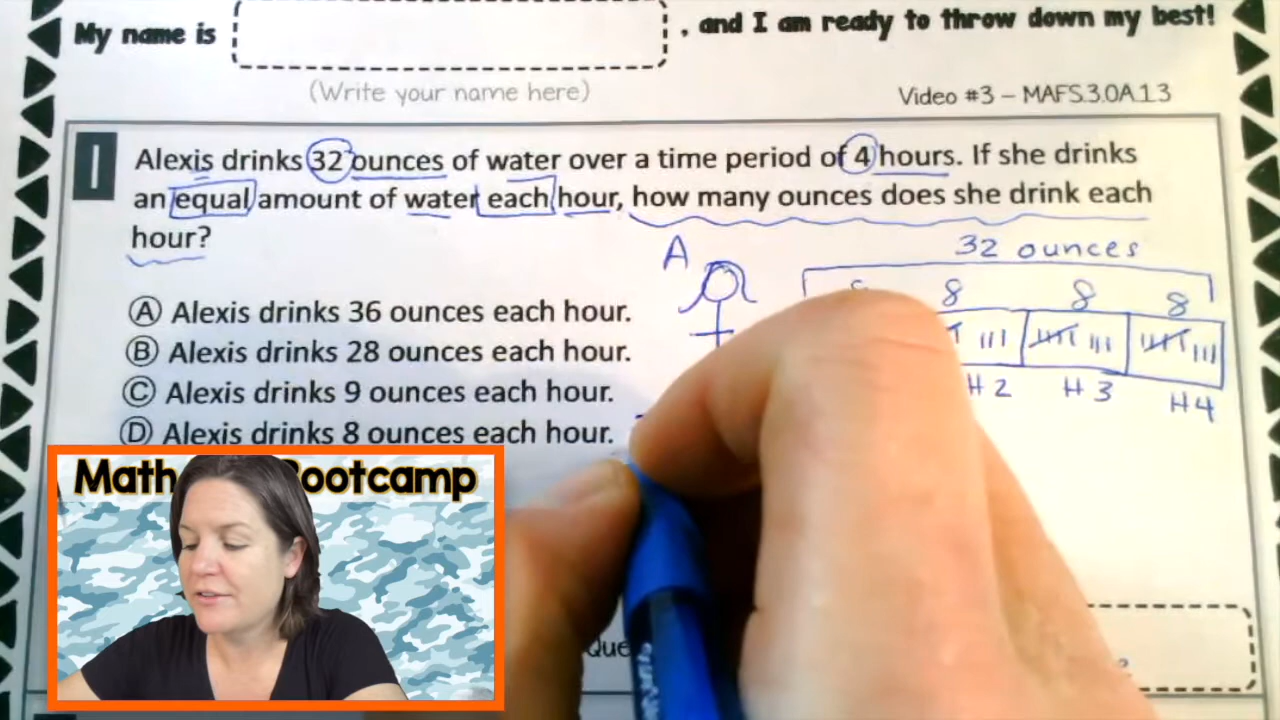 My name is , and I am ready to throw down my best!
(Write your name here)
Video #3 – MAFS.3.OA.1.3
1
Alexis drinks 32 ounces of water over a time period of 4 hours. If she drinks
an equal amount of water each hour, how many ounces does she drink each
hour?
A
32 ounces
8 8 8
Ⓐ Alexis drinks 36 ounces each hour.
Ⓑ Alexis drinks 28 ounces each hour.
Ⓒ Alexis drinks 9 ounces each hour.
Ⓓ Alexis drinks 8 ounces each hour.
H 2 H 3 H 4
Math Bootcamp